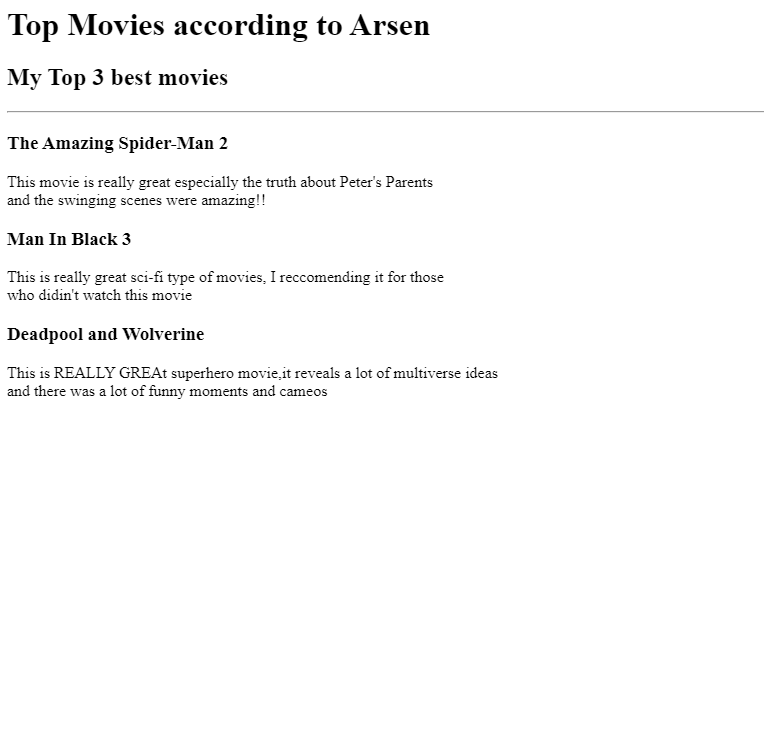 Top Movies according to Arsen
My Top 3 best movies
The Amazing Spider-Man 2
This movie is really great especially the truth about Peter's Parents
and the swinging scenes were amazing!!
Man In Black 3
This is really great sci-fi type of movies, I reccomending it for those
who didin't watch this movie
Deadpool and Wolverine
This is REALLY GREAt superhero movie,it reveals a lot of multiverse ideas
and there was a lot of funny moments and cameos